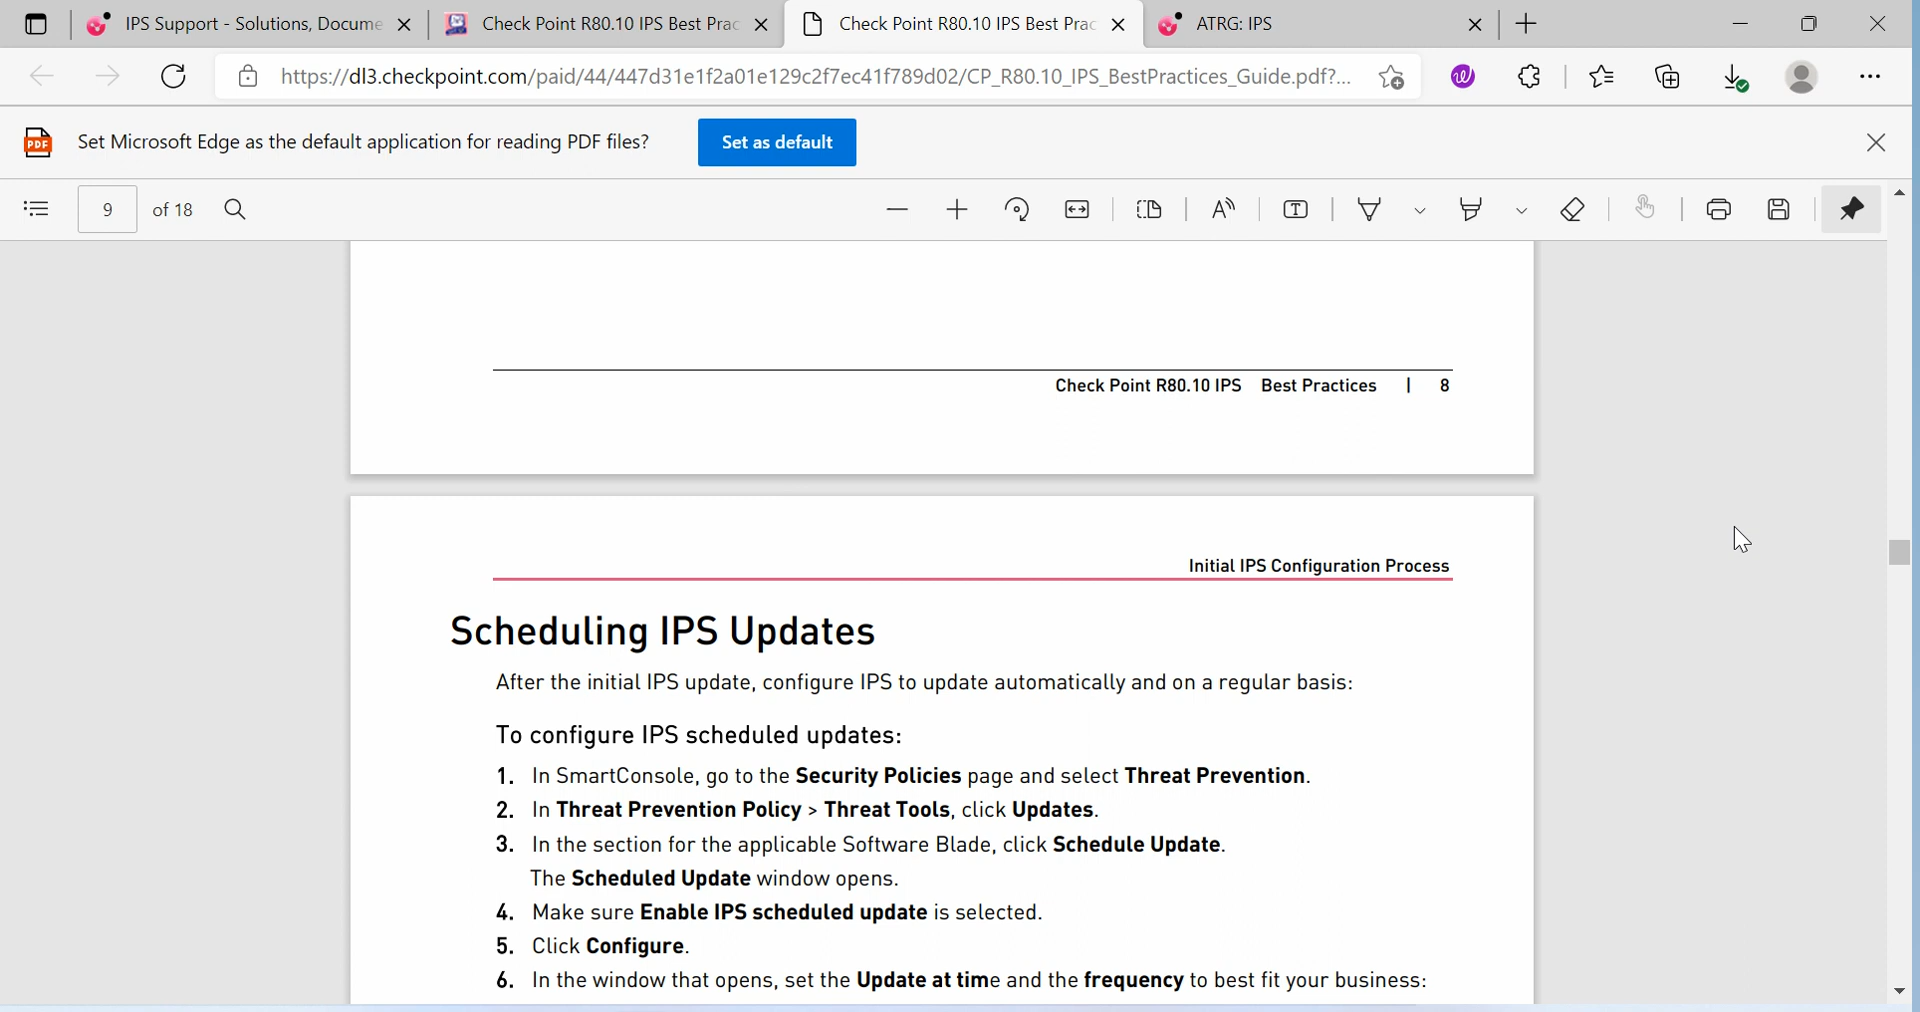 IPS Support - Solutions, Docume
Check Point R80.10 IPS Best Prac
Check Point R80.10 IPS Best Prac
ATRG: IPS
https://dl3.checkpoint.com/paid/44/447d31e1f2a01e129c2f7ec41f789d02/CP_R80.10_IPS_BestPractices_Guide.pdf?...
PDF
Set Microsoft Edge as the default application for reading PDF files?
Set as default
9 of 18
Check Point R80.10 IPS Best Practices | 8
Initial IPS Configuration Process
Scheduling IPS Updates
After the initial IPS update, configure IPS to update automatically and on a regular basis:
To configure IPS scheduled updates:
1. In SmartConsole, go to the Security Policies page and select Threat Prevention.
2. In Threat Prevention Policy > Threat Tools, click Updates.
3. In the section for the applicable Software Blade, click Schedule Update.
The Scheduled Update window opens.
4. Make sure Enable IPS scheduled update is selected.
5. Click Configure.
6. In the window that opens, set the Update at time and the frequency to best fit your business: